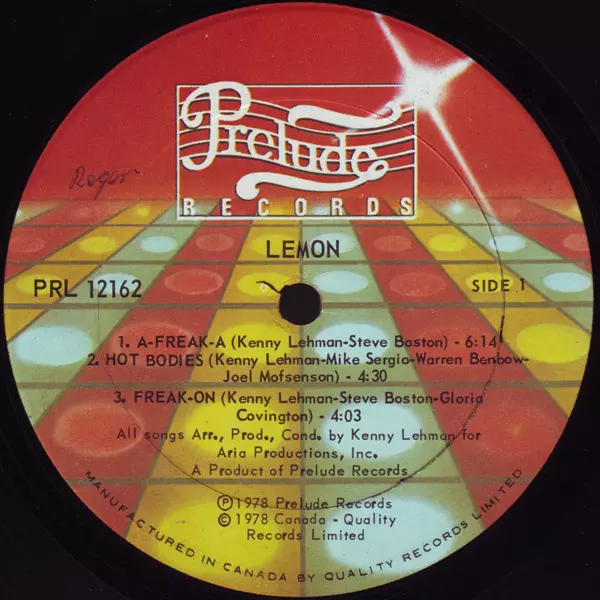 Prelude
RECORDS
Roger
LEMON
PRL 12162
SIDE 1
1. A-FREAK-A (Kenny Lehman-Steve Boston) - 6:14
2. HOT BODIES (Kenny Lehman-Mike Sergio-Warren Benbow-
Joel Mofsenson) - 4:30
3. FREAK-ON (Kenny Lehman-Steve Boston-Gloria
Covington) - 4:03
All songs Arr., Prod., Cond. by Kenny Lehman for
Aria Productions, Inc.
A Product of Prelude Records
Ⓟ 1978 Prelude Records
© 1978 Canada - Quality
Records Limited
MANUFACTURED IN CANADA BY QUALITY RECORDS LIMITED